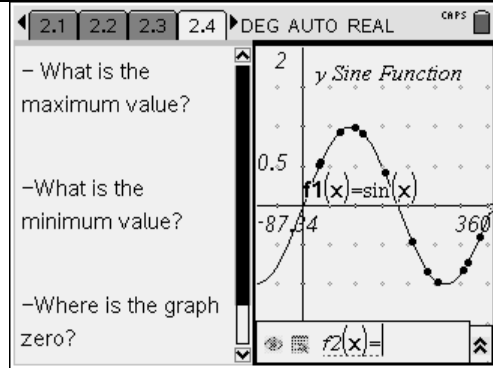 2.1 2.2 2.3 2.4 DEG AUTO REAL CAPS
- What is the
maximum value?
-What is the
minimum value?
-Where is the graph
zero?
2 y Sine Function
0.5
f1(x)=sin(x)
-87.34 360
f2(x)=